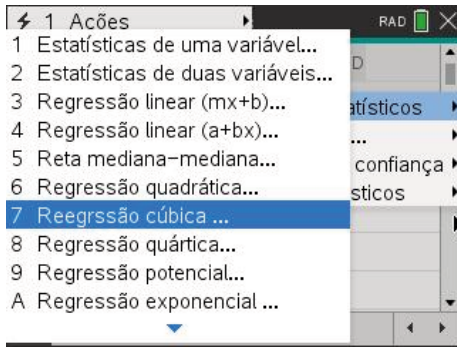 1 Ações
RAD
1 Estatísticas de uma variável...
2 Estatísticas de duas variáveis...
D
3 Regressão linear (mx+b)...
atísticos
4 Regressão linear (a+bx)...
...
5 Reta mediana-mediana...
confiança
6 Regressão quadrática...
sticos
7 Reegrssão cúbica ...
8 Regressão quártica...
9 Regressão potencial...
A Regressão exponencial ...